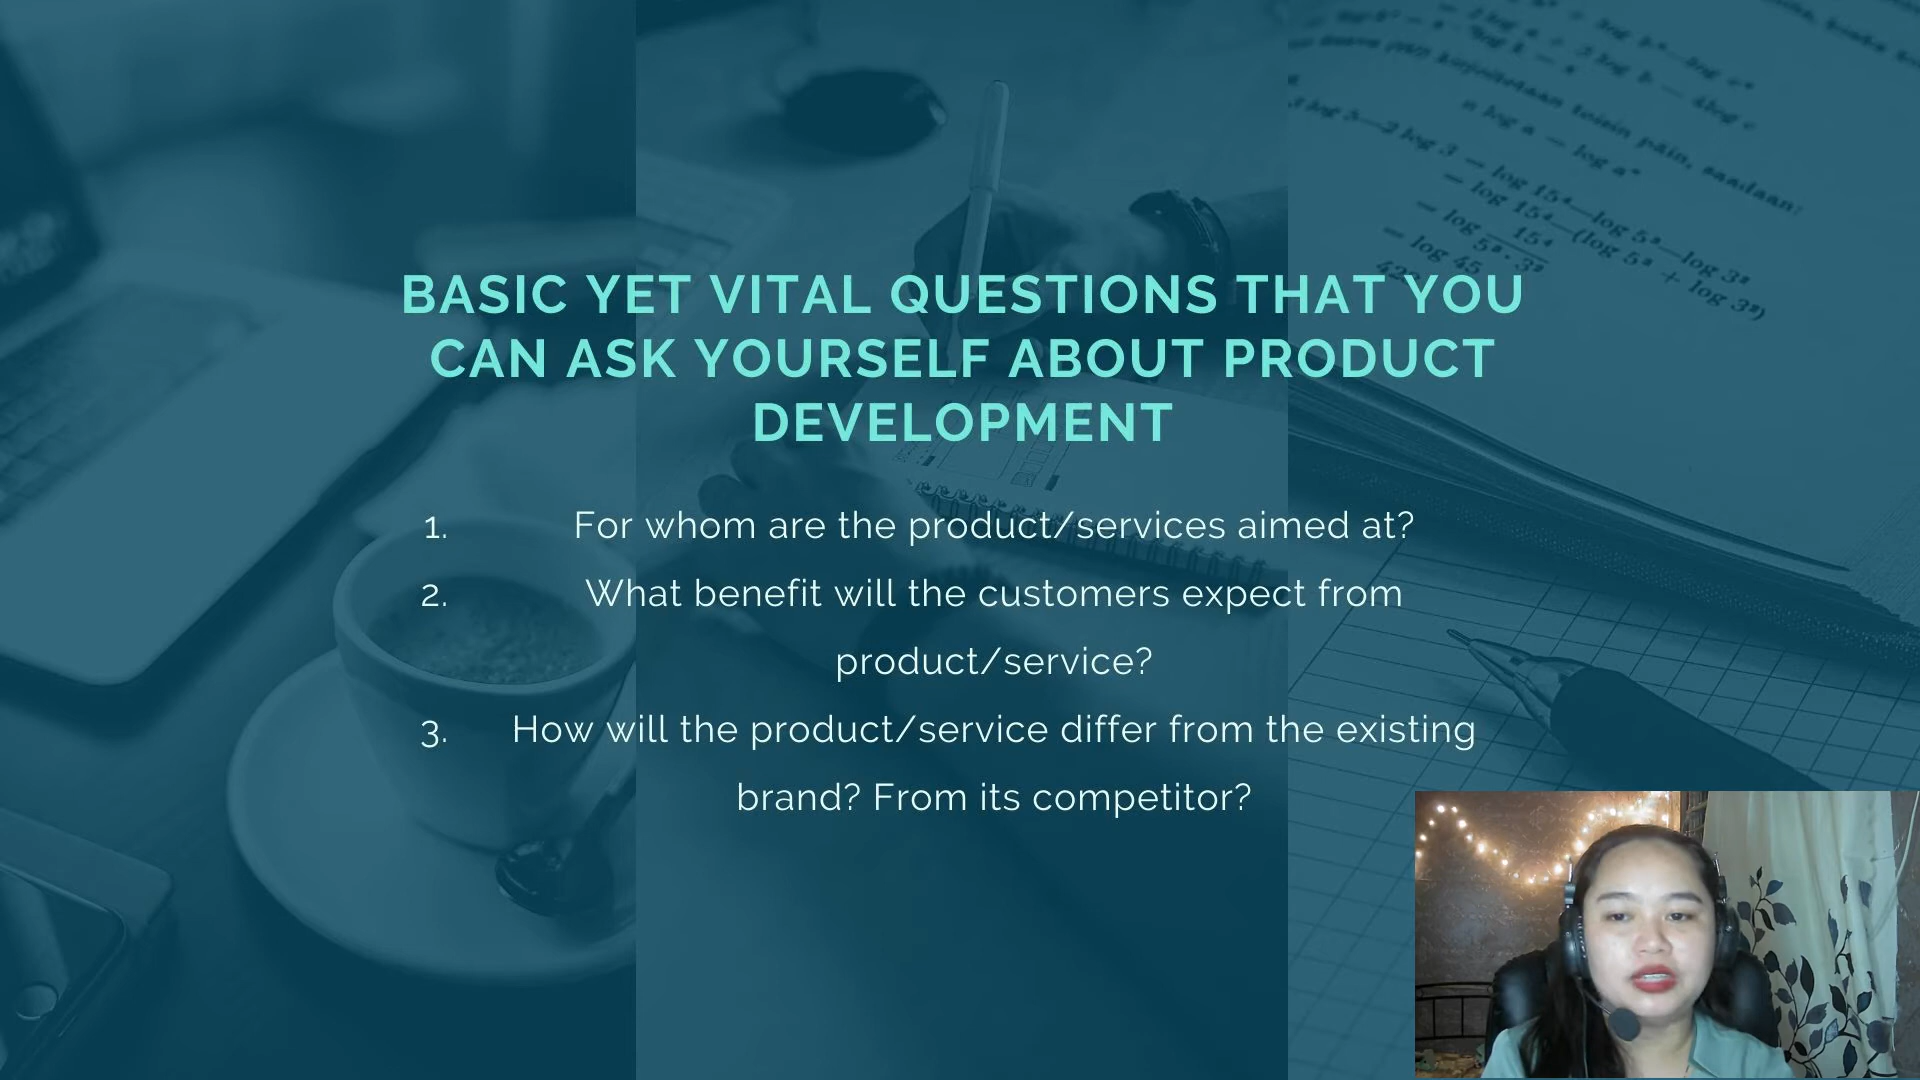 BASIC YET VITAL QUESTIONS THAT YOU
CAN ASK YOURSELF ABOUT PRODUCT
DEVELOPMENT
1. For whom are the product/services aimed at?
2. What benefit will the customers expect from
product/service?
3. How will the product/service differ from the existing
brand? From its competitor?